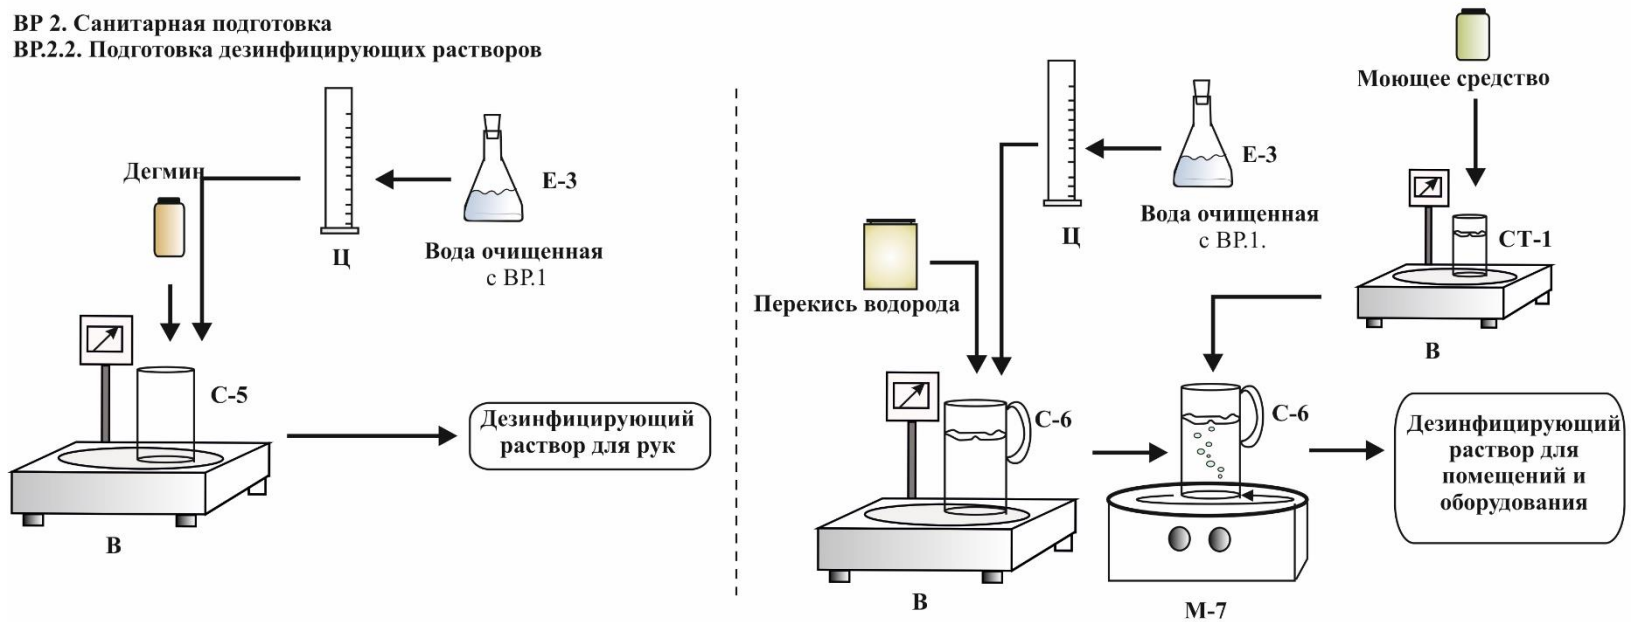 ВР 2. Санитарная подготовка
ВР.2.2. Подготовка дезинфицирующих растворов
Дегмин
Е-3
Ц
Вода очищенная
с ВР.1
С-5
Дезинфицирующий
раствор для рук
В
Моющее средство
Е-3
Ц
Вода очищенная
с ВР.1.
СТ-1
Перекись водорода
В
С-6
С-6
Дезинфицирующий
раствор для
помещений и
оборудования
В
М-7